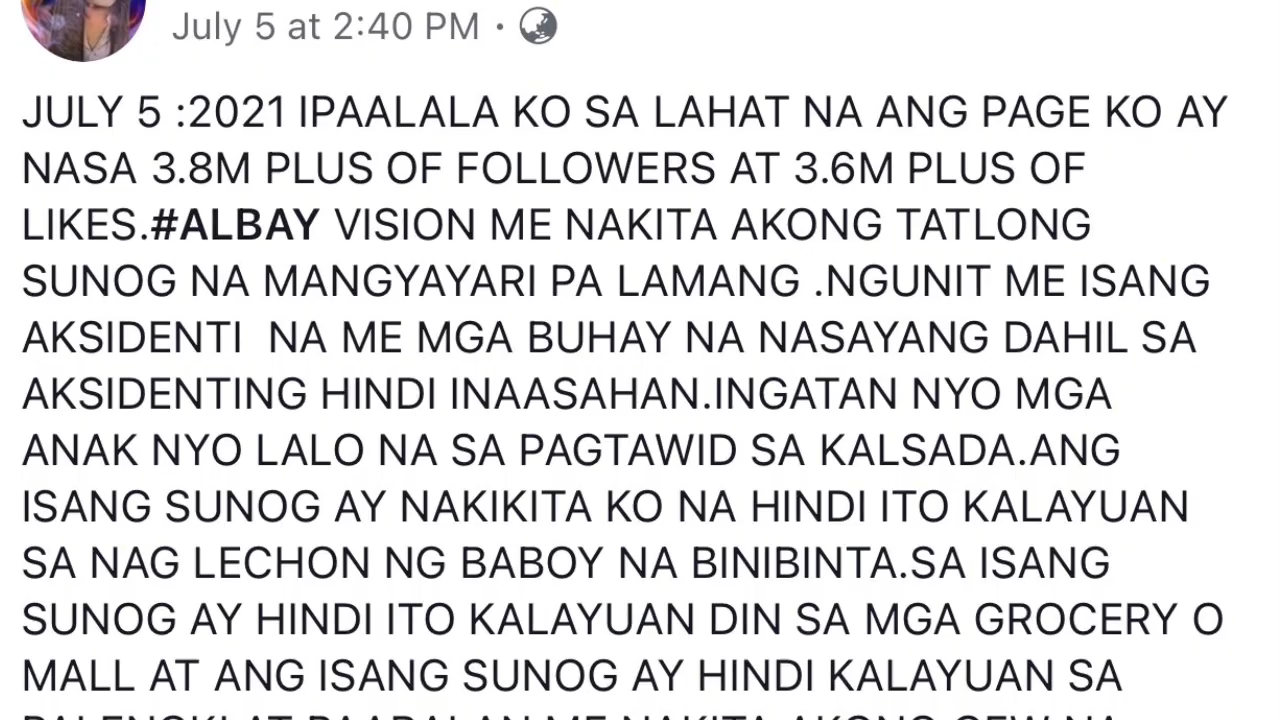 July 5 at 2:40 PM ·
JULY 5 :2021 IPAALALA KO SA LAHAT NA ANG PAGE KO AY
NASA 3.8M PLUS OF FOLLOWERS AT 3.6M PLUS OF
LIKES.#ALBAY VISION ME NAKITA AKONG TATLONG
SUNOG NA MANGYAYARI PA LAMANG .NGUNIT ME ISANG
AKSIDENTI  NA ME MGA BUHAY NA NASAYANG DAHIL SA
AKSIDENTING HINDI INAASAHAN.INGATAN NYO MGA
ANAK NYO LALO NA SA PAGTAWID SA KALSADA.ANG
ISANG SUNOG AY NAKIKITA KO NA HINDI ITO KALAYUAN
SA NAG LECHON NG BABOY NA BINIBINTA.SA ISANG
SUNOG AY HINDI ITO KALAYUAN DIN SA MGA GROCERY O
MALL AT ANG ISANG SUNOG AY HINDI KALAYUAN SA